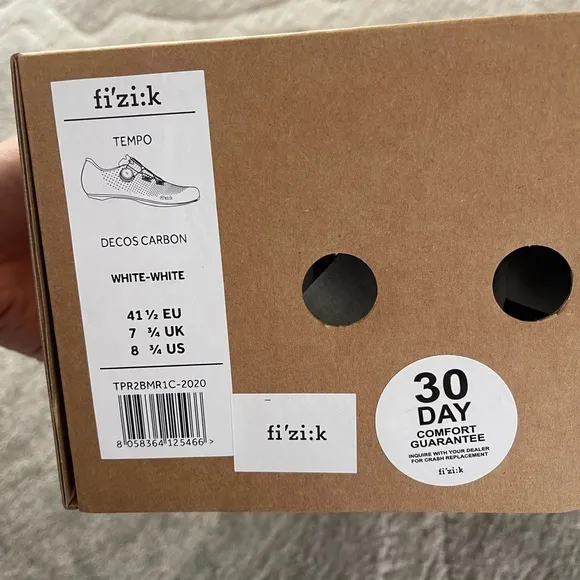 fi'zi:k
TEMPO
fi'zi:k
DECOS CARBON
WHITE-WHITE
41 ½ EU
7 ¾ UK
8 ¾ US
TPR2BMR1C-2020
8 058364 125466 >
fi'zi:k
30
DAY
COMFORT
GUARANTEE
INQUIRE WITH YOUR DEALER
FOR CRASH REPLACEMENT
fi'zi:k